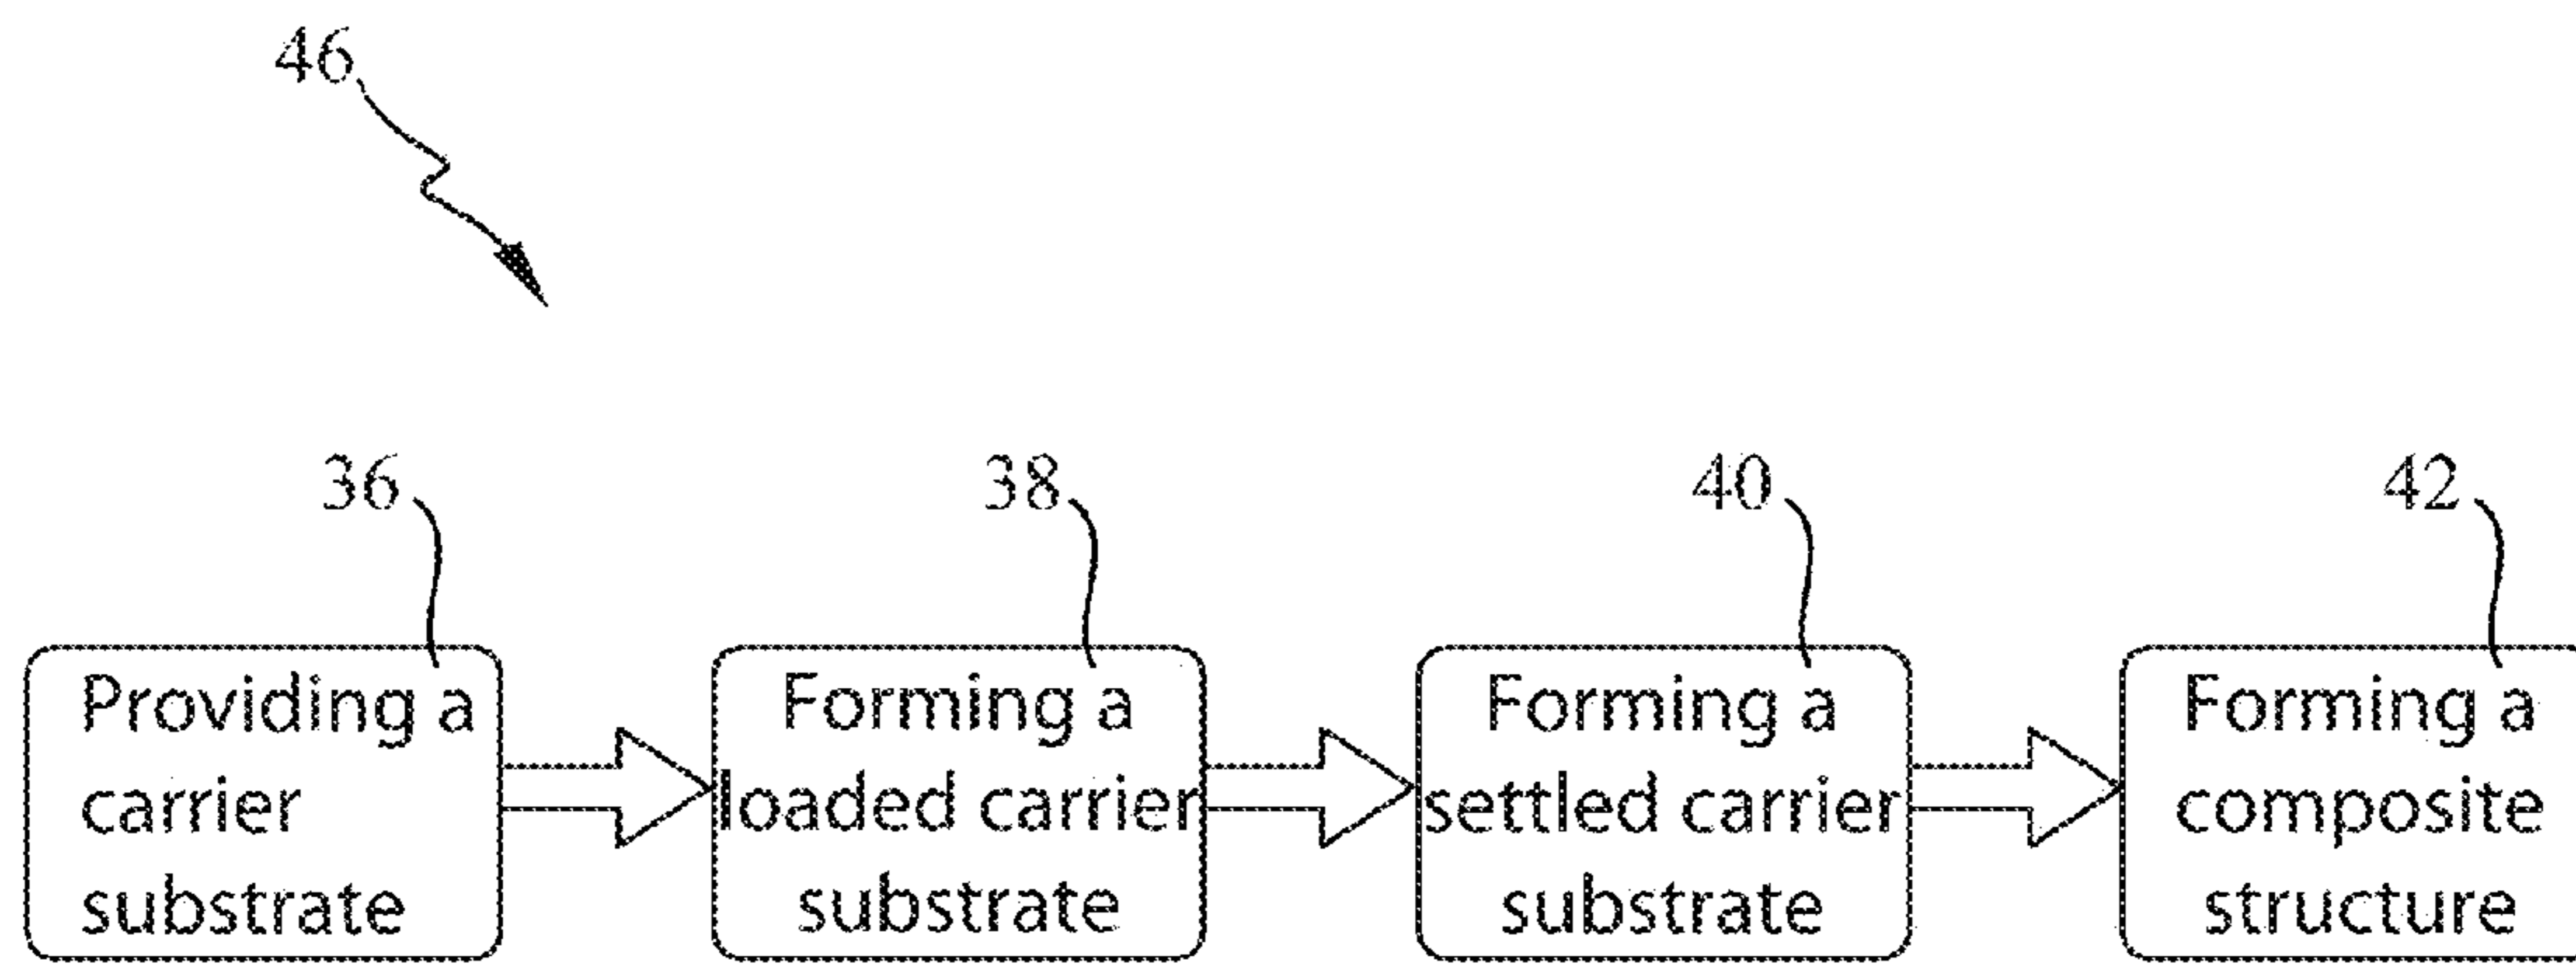 46
36
38
40
42
Providing a
carrier
substrate
Forming a
loaded carrier
substrate
Forming a
settled carrier
substrate
Forming a
composite
structure